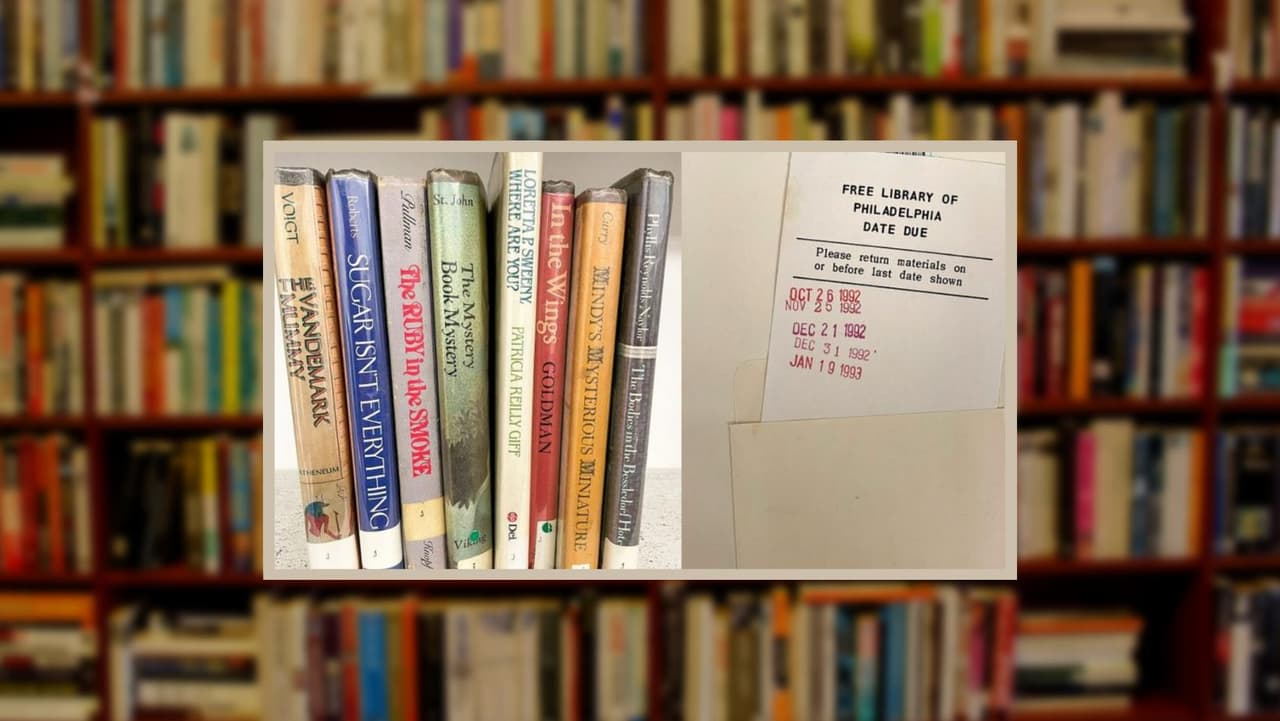 VOIGT
THE VANDEMARK
MUMMY
ATHENEUM
J
Roberts
SUGAR ISN'T EVERYTHING
J
Pullman
The RUBY in the SMOKE
J
Knopf
St. John
The Mystery
Book Mystery
Viking
J
LORETTA P. SWEENY,
WHERE ARE YOU?
PATRICIA REILLY GIFF
Del
J
In the Wings
GOLDMAN
J
Curry
MINDY'S MYSTERIOUS MINIATURE
Phyllis Reynolds Naylor
The Bodies in the Bessledorf Hote
J
FREE LIBRARY OF
PHILADELPHIA
DATE DUE
Please return materials on
or before last date shown
OCT 26 1992
NOV 25 1992
DEC 21 1992
DEC 31 1992
JAN 19 1993